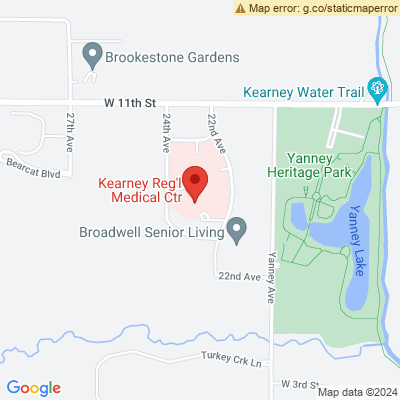 Map error: g.co/staticmaperror
Brookestone Gardens
Kearney Water Trail
W 11th St
27th Ave
24th Ave
22nd Ave
Bearcat Blvd
Yanney
Heritage Park
Kearney Reg'l
Medical Ctr
Yanney Lake
Broadwell Senior Living
22nd Ave
Yanney Ave
Turkey Crk Ln
W 3rd St
Google
Map data ©2024